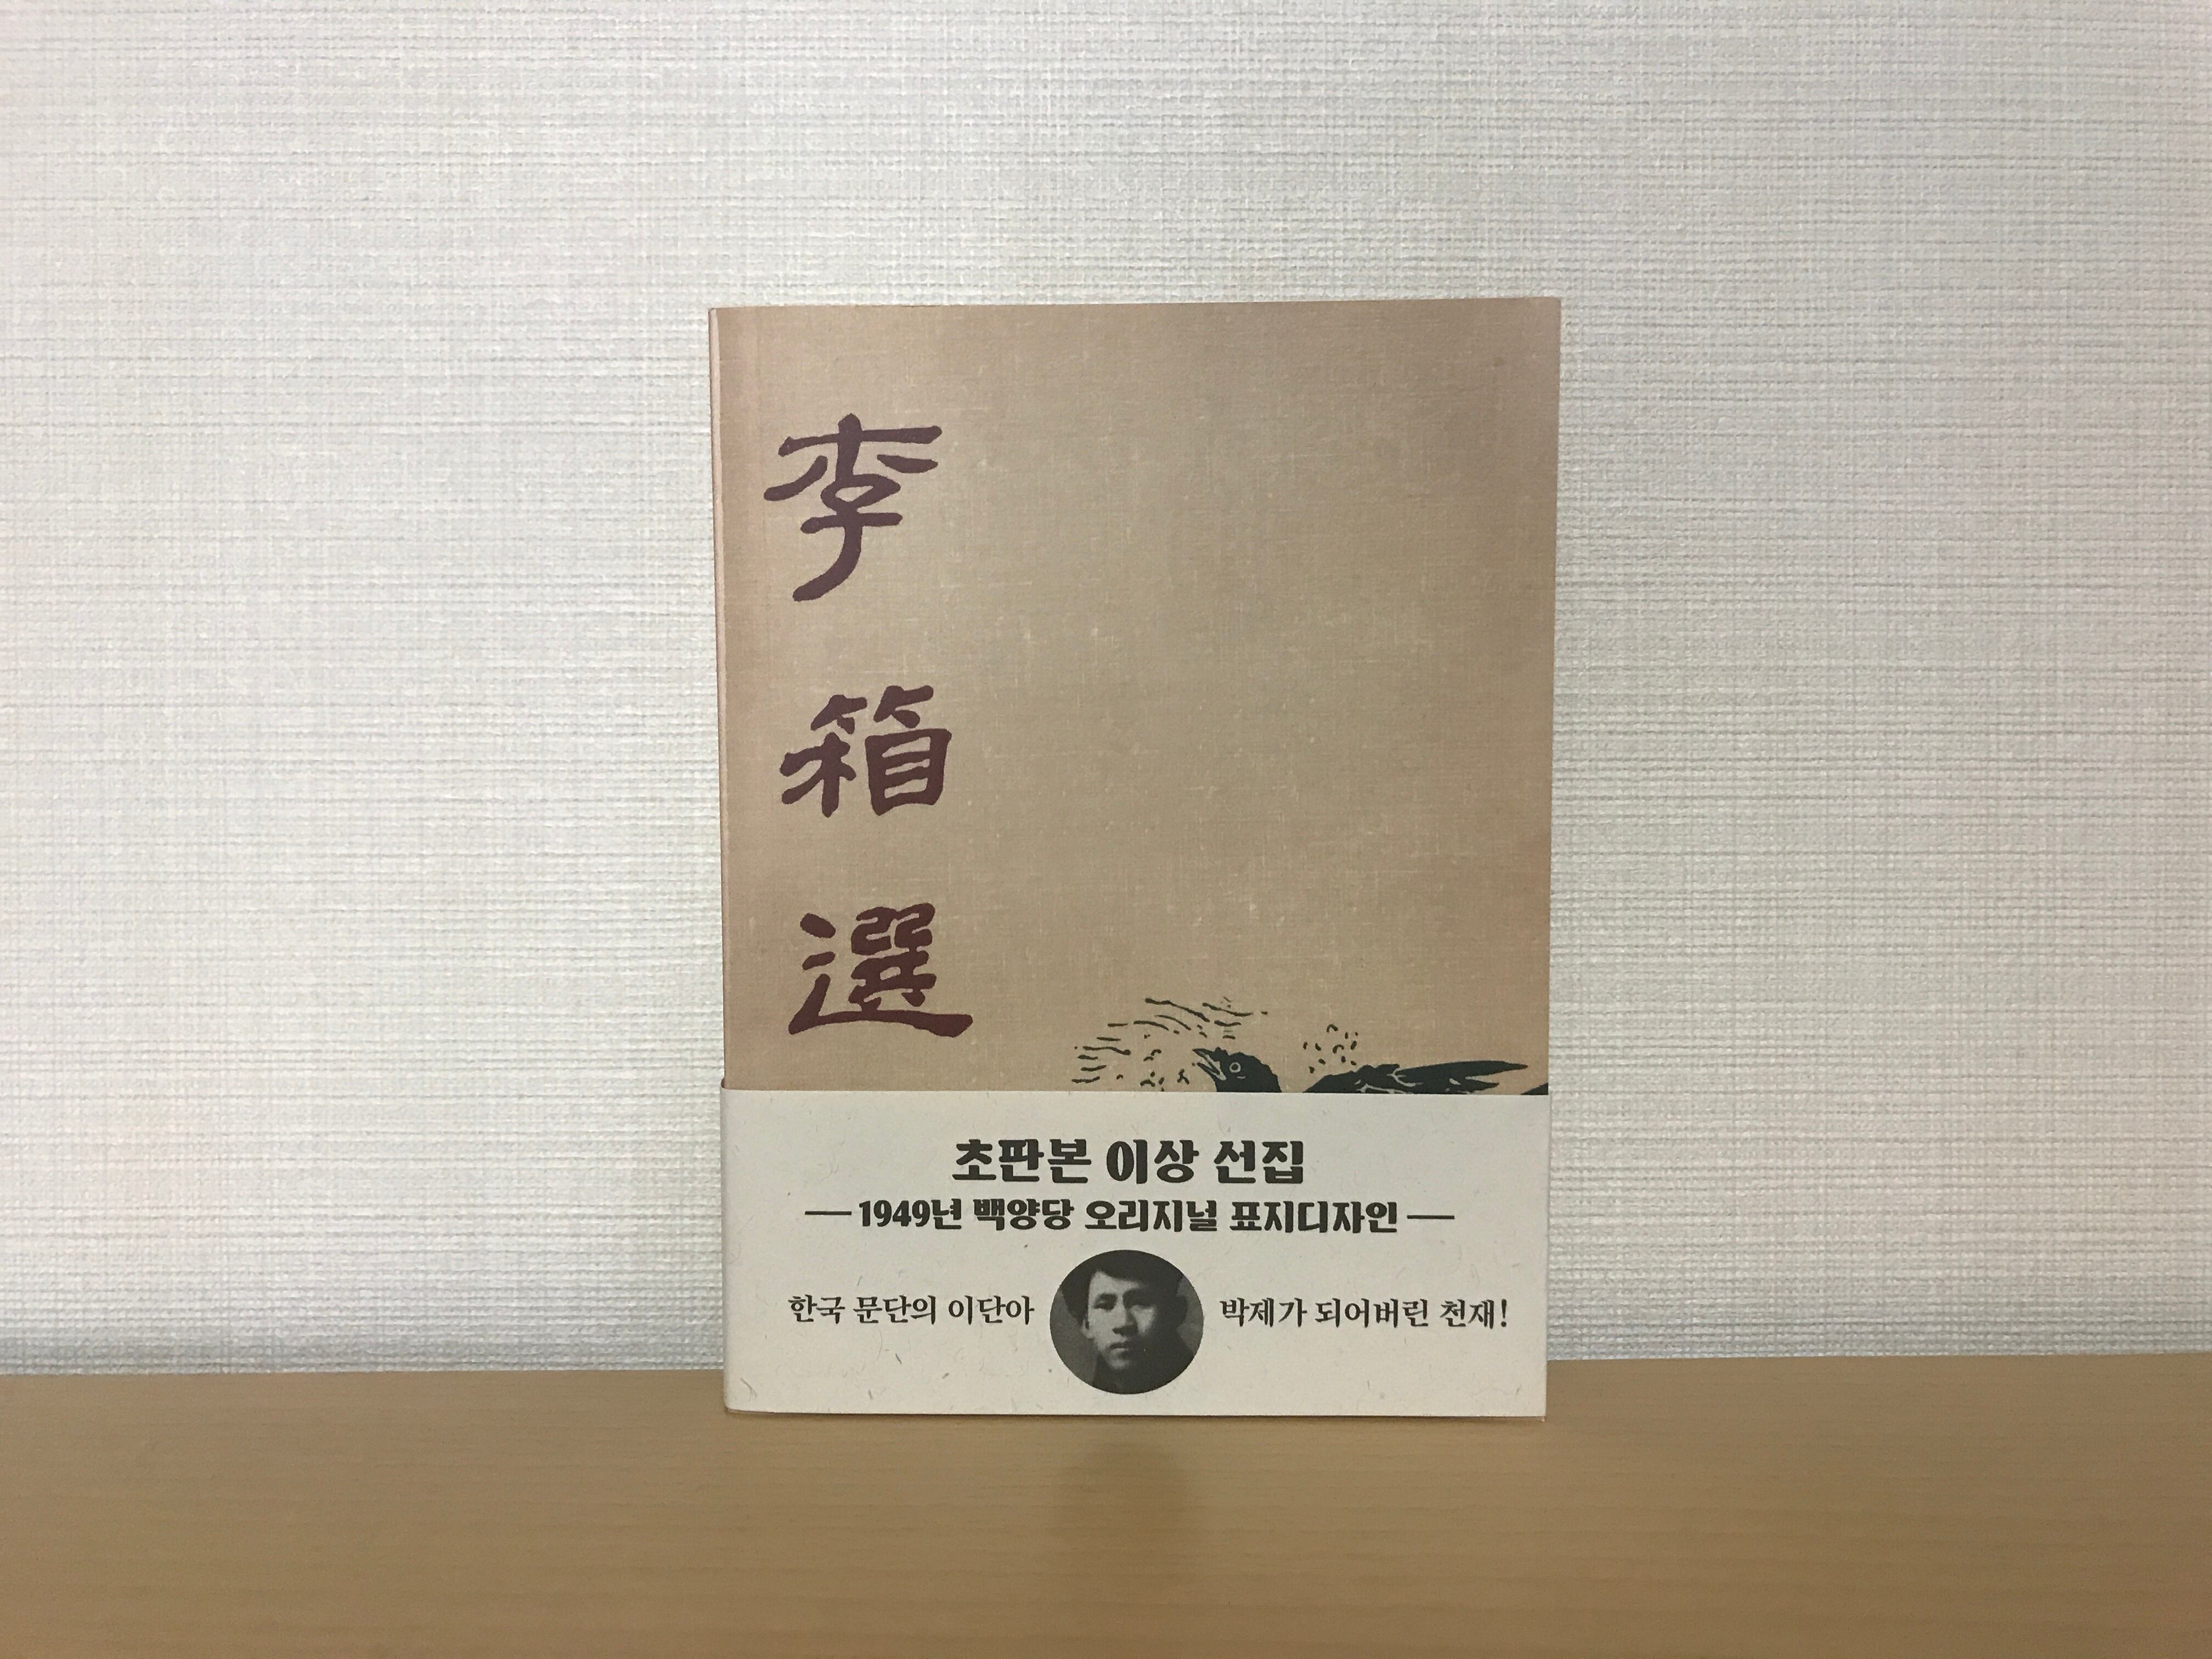 李
箱
選
초판본 이상 선집
—1949년 백양당 오리지널 표지디자인—
한국 문단의 이단아 박제가 되어버린 천재!